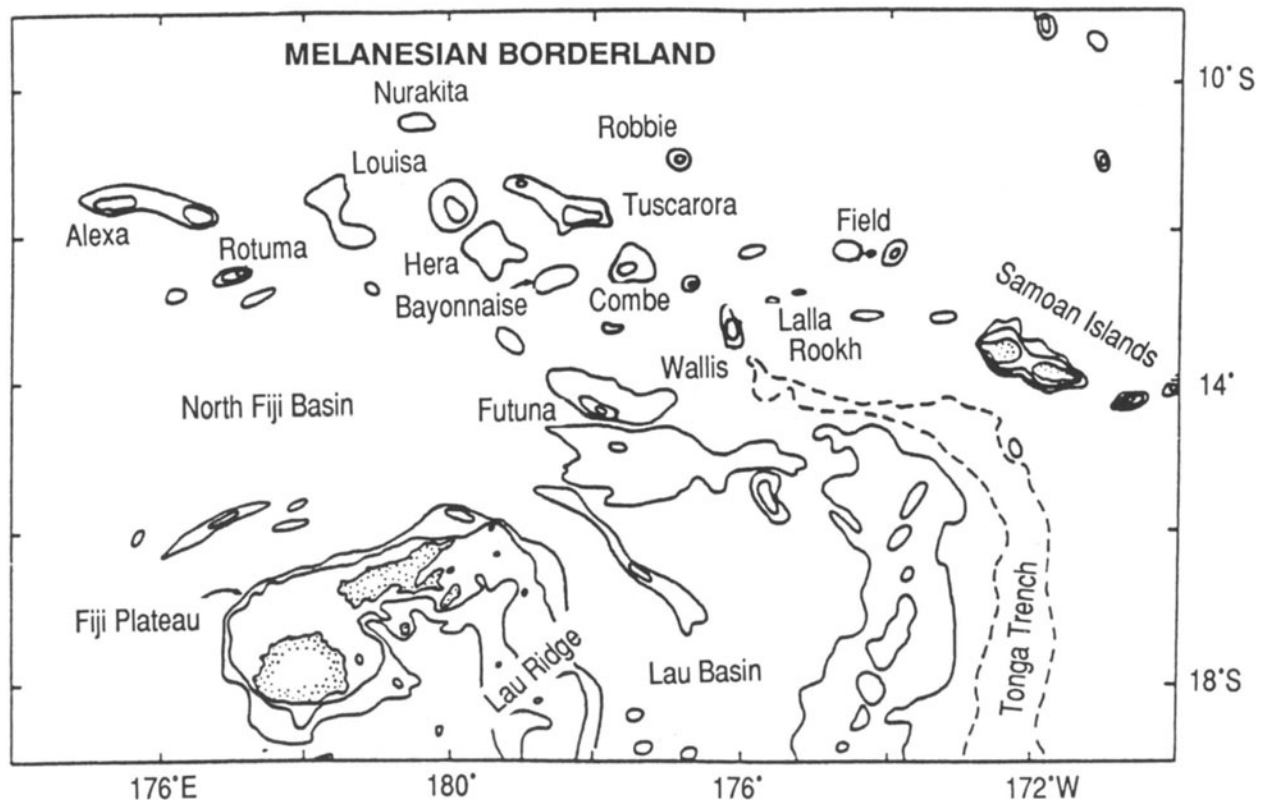 MELANESIAN BORDERLAND
10°S
Nurakita
Robbie
Louisa
Tuscarora
Alexa
Rotuma
Field
Hera
Bayonnaise
Combe
Samoan Islands
Lalla
Rookh
Wallis
14°
North Fiji Basin
Futuna
Fiji Plateau
Lau Ridge
Lau Basin
Tonga Trench
18°S
176°E
180°
176°
172°W